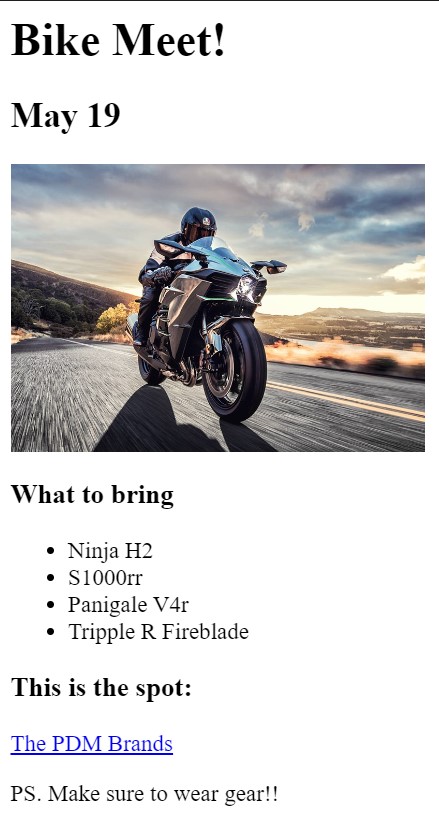 Bike Meet!
May 19
What to bring
Ninja H2
S1000rr
Panigale V4r
Tripple R Fireblade
This is the spot:
The PDM Brands
PS. Make sure to wear gear!!